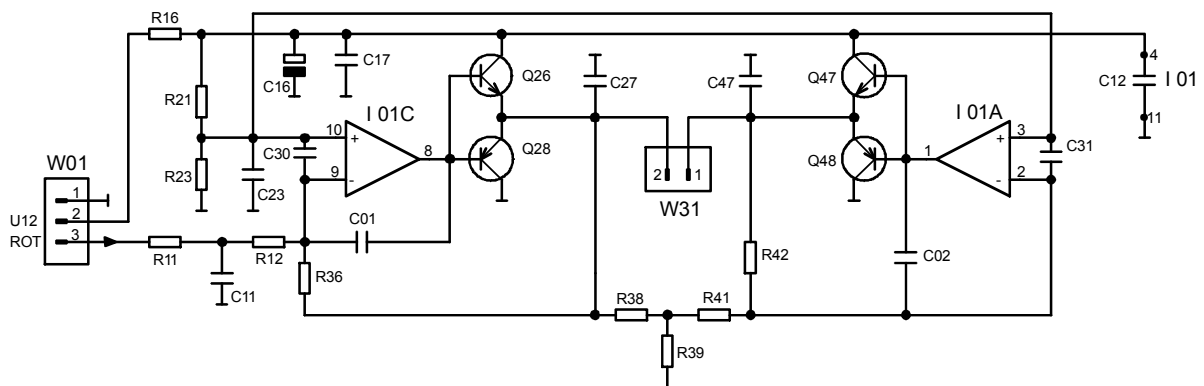 R16
C16
C17
Q26
C27
C47
Q47
4
C12
I 01
11
R21
I 01C
10
+
C30
9
-
8
Q28
2
1
W31
Q48
I 01A
1
3
+
2
-
C31
W01
R23
C23
U12
ROT
1
2
3
R11
C11
R12
C01
R36
R42
C02
R38
R41
R39